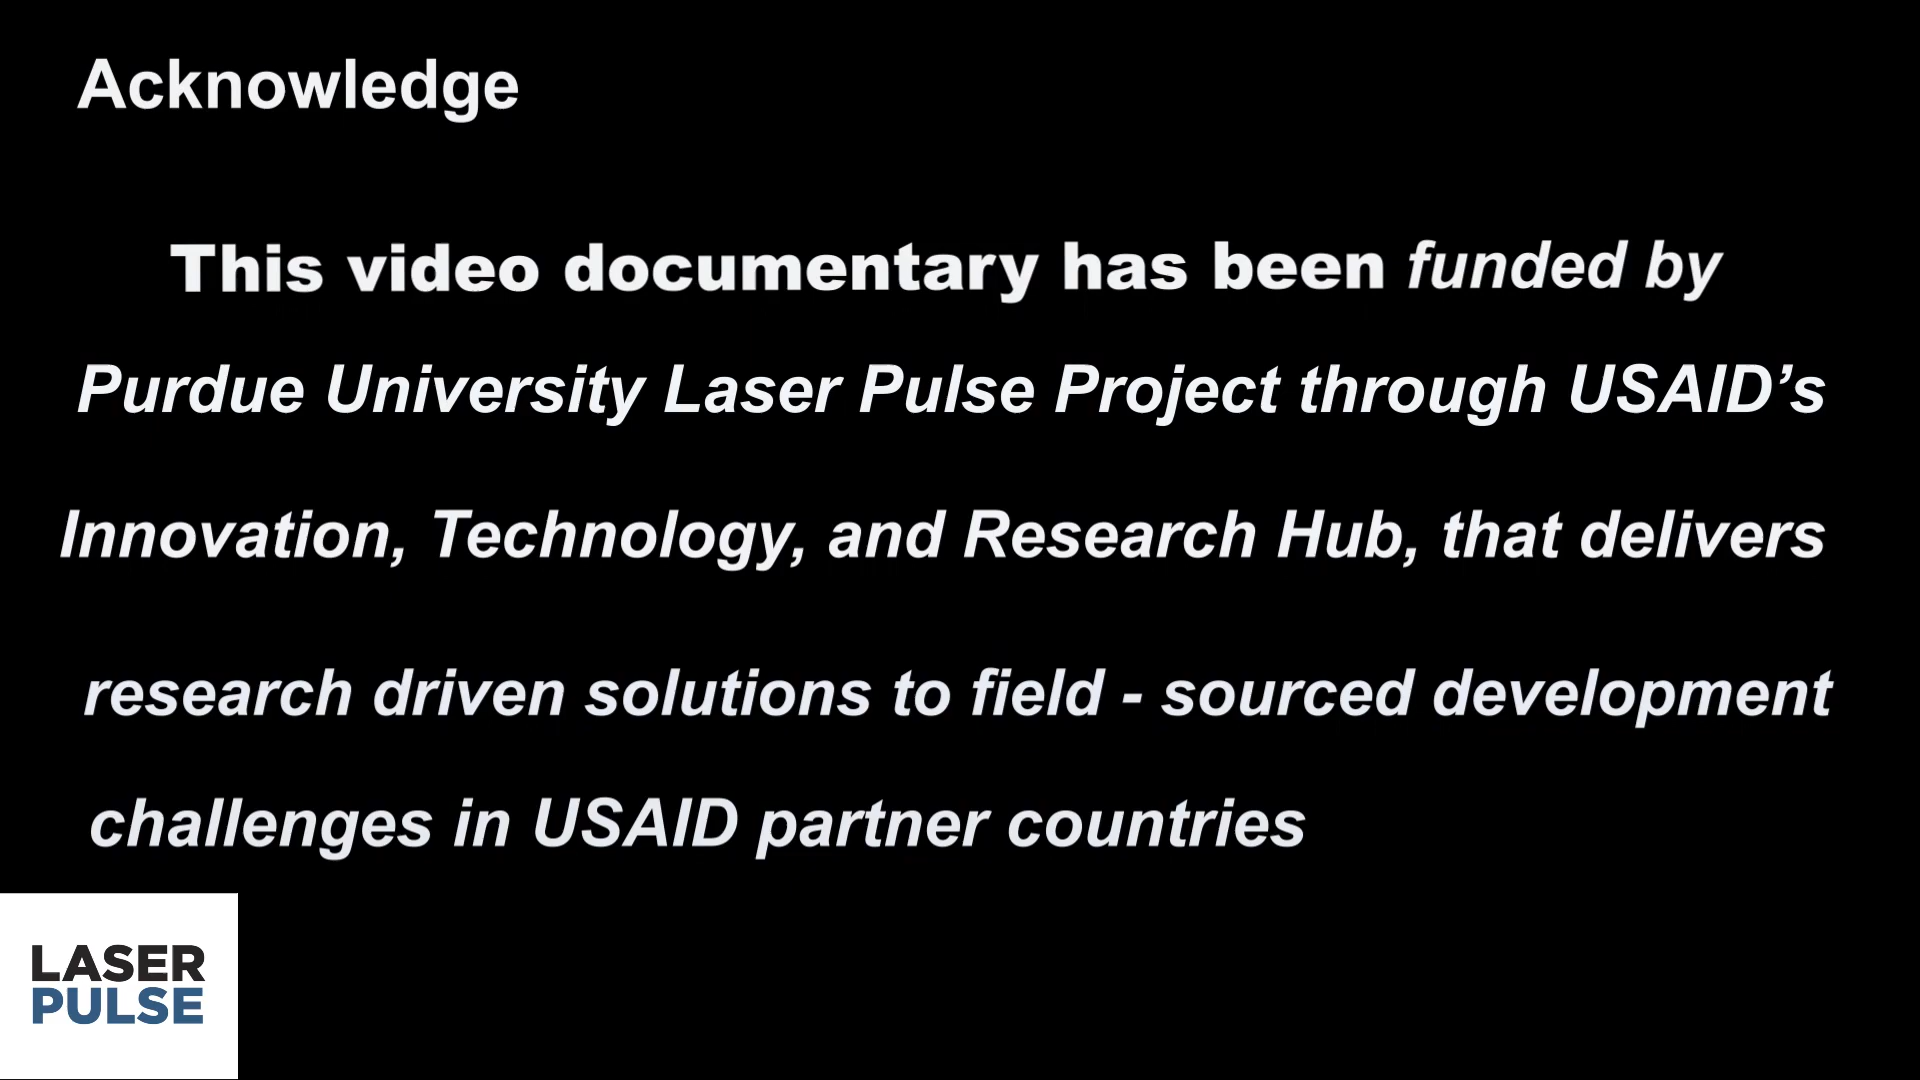 Acknowledge
This video documentary has been funded by
Purdue University Laser Pulse Project through USAID’s
Innovation, Technology, and Research Hub, that delivers
research driven solutions to field - sourced development
challenges in USAID partner countries
LASER
PULSE